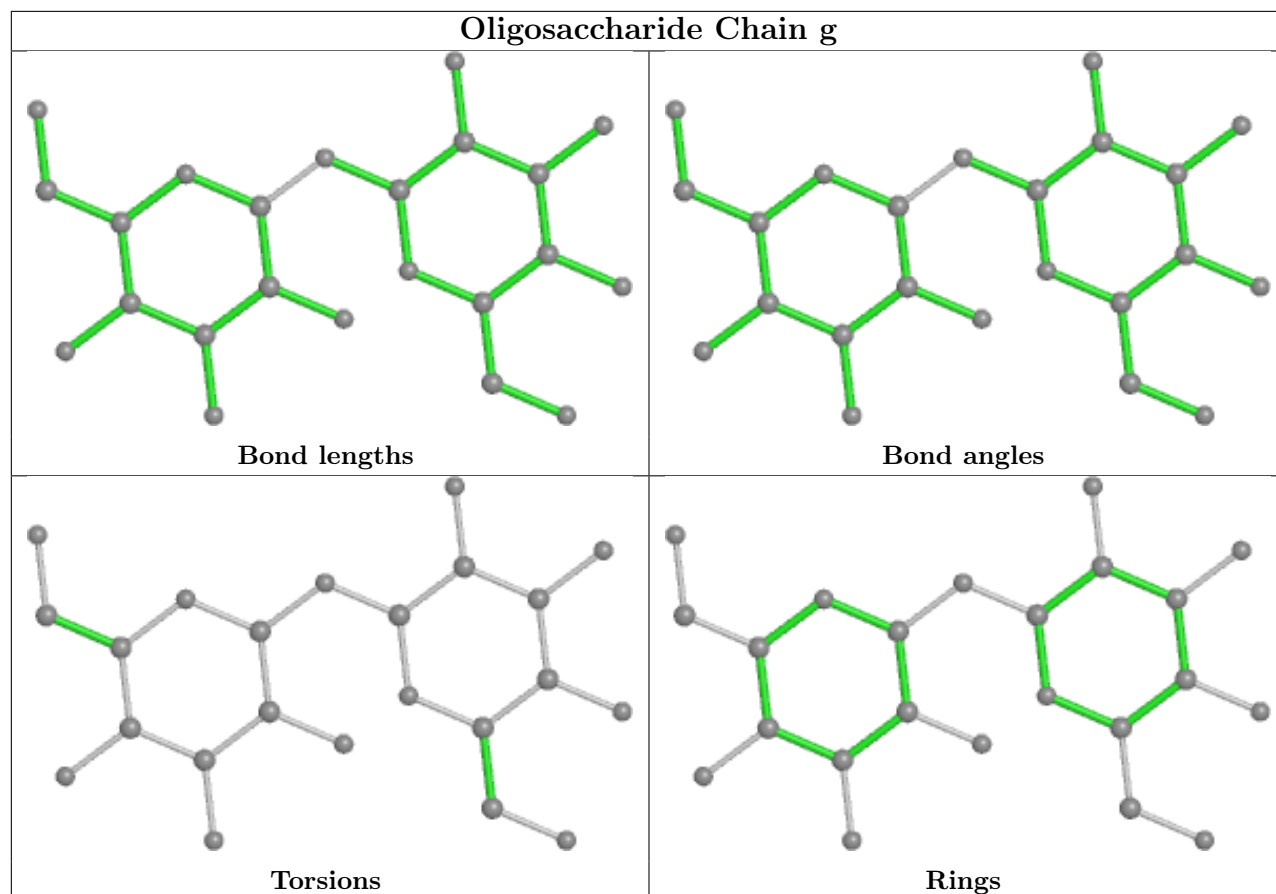 Oligosaccharide Chain g
Bond lengths
Bond angles
Torsions
Rings